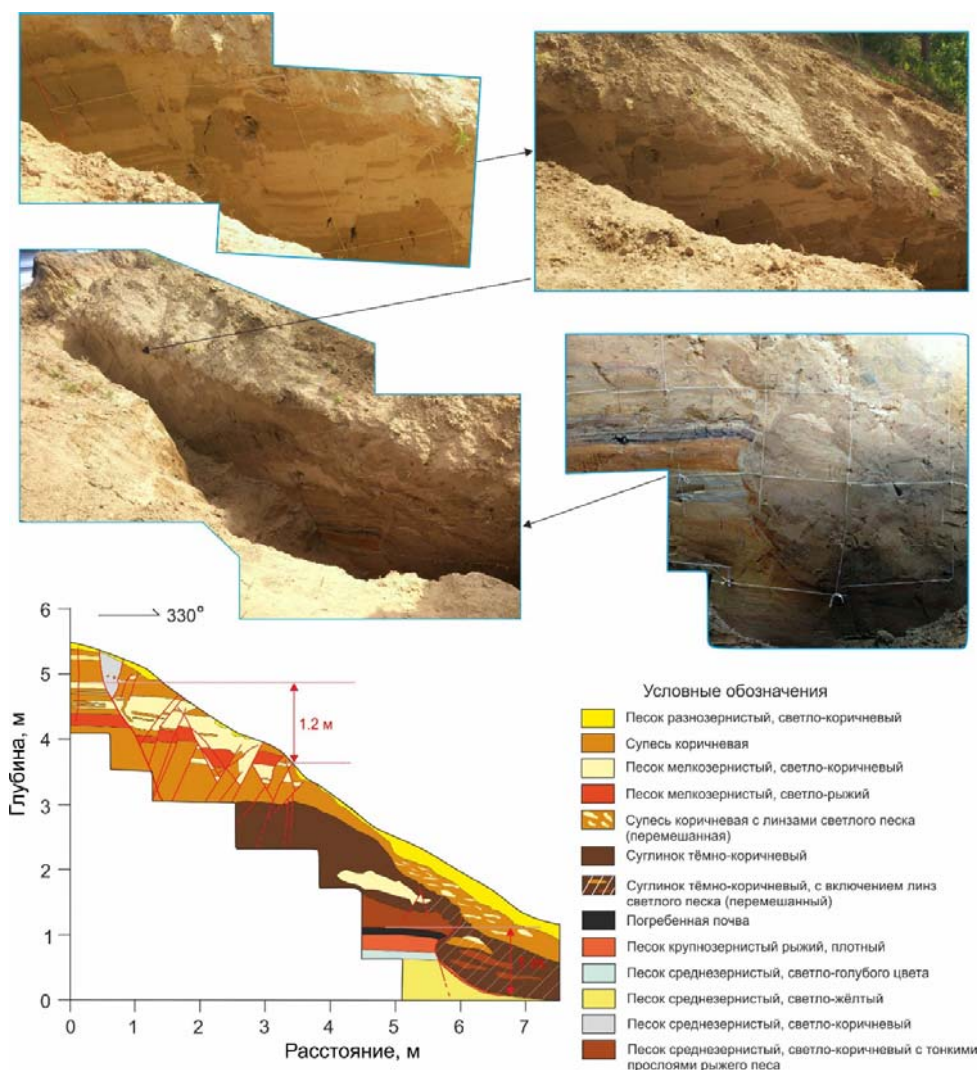 6
330°
5
1.2 м
4
3
2
1
0
Глубина, м
0
1
2
3
4
5
6
7
Расстояние, м
Условные обозначения
Песок разнозернистый, светло-коричневый
Супесь коричневая
Песок мелкозернистый, светло-коричневый
Песок мелкозернистый, светло-рыжий
Супесь коричневая с линзами светлого песка
(перемешанная)
Суглинок тёмно-коричневый
Суглинок тёмно-коричневый, с включением линз
светлого песка (перемешанный)
Погребенная почва
Песок крупнозернистый рыжий, плотный
Песок среднезернистый, светло-голубого цвета
Песок среднезернистый, светло-жёлтый
Песок среднезернистый, светло-коричневый
Песок среднезернистый, светло-коричневый с тонкими
прослоями рыжего песа